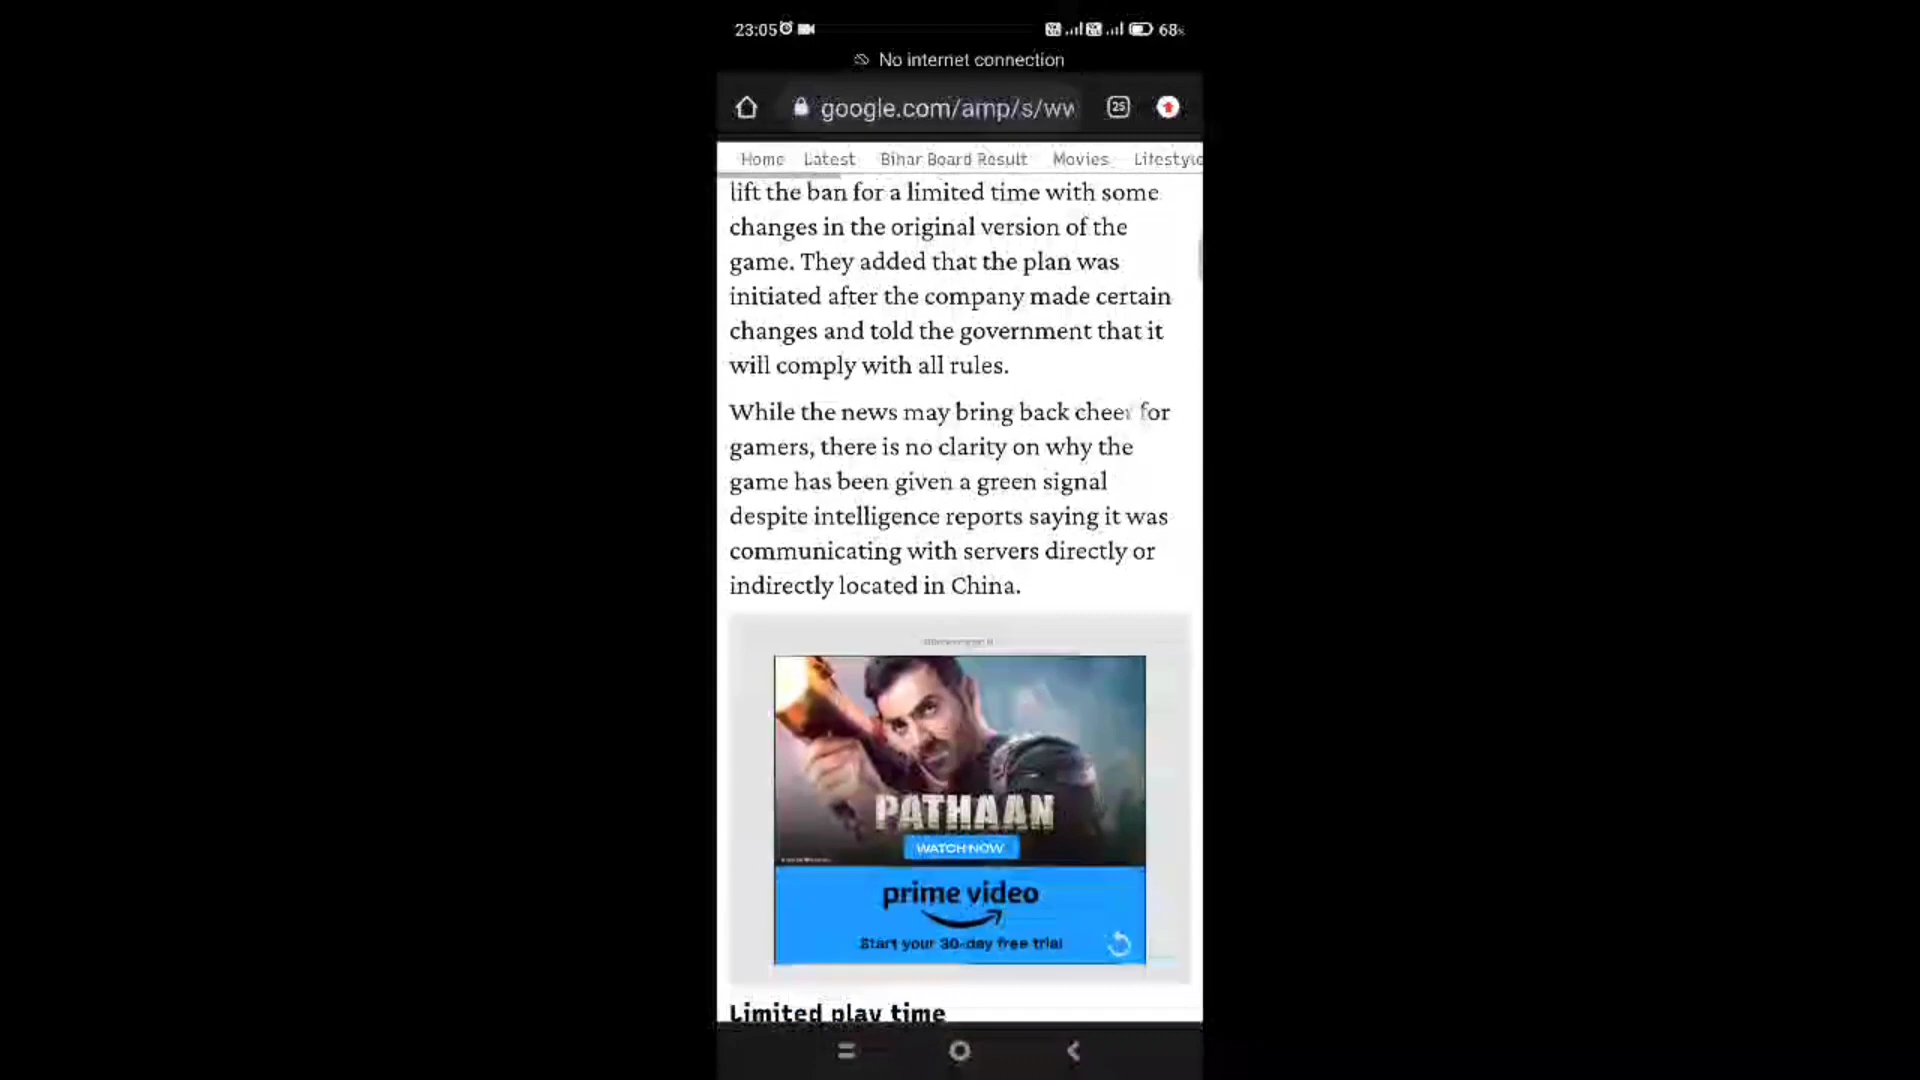 23:05
68%
No internet connection
google.com/amp/s/ww
25
Home Latest Bihar Board Result Movies Lifestyle
lift the ban for a limited time with some
changes in the original version of the
game. They added that the plan was
initiated after the company made certain
changes and told the government that it
will comply with all rules.
While the news may bring back cheer for
gamers, there is no clarity on why the
game has been given a green signal
despite intelligence reports saying it was
communicating with servers directly or
indirectly located in China.
PATHAAN
WATCH NOW
prime video
Start your 30-day free trial
Limited play time